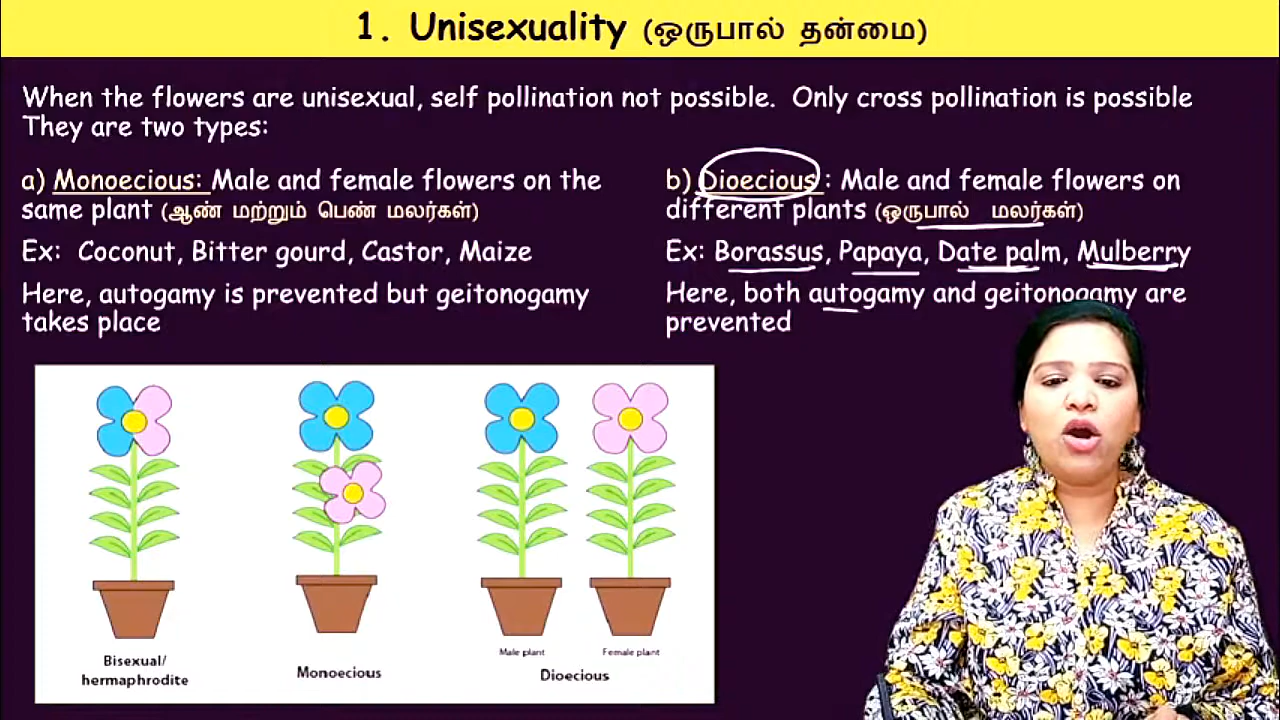 1. Unisexuality (ஒருபால் தன்மை)
When the flowers are unisexual, self pollination not possible. Only cross pollination is possible
They are two types:
a) Monoecious: Male and female flowers on the
same plant (ஆண் மற்றும் பெண் மலர்கள்)
Ex: Coconut, Bitter gourd, Castor, Maize
Here, autogamy is prevented but geitonogamy
takes place
b) Dioecious : Male and female flowers on
different plants (ஒருபால் மலர்கள்)
Ex: Borassus, Papaya, Date palm, Mulberry
Here, both autogamy and geitonogamy are
prevented
Bisexual/
hermaphrodite
Monoecious
Male plant
Female plant
Dioecious